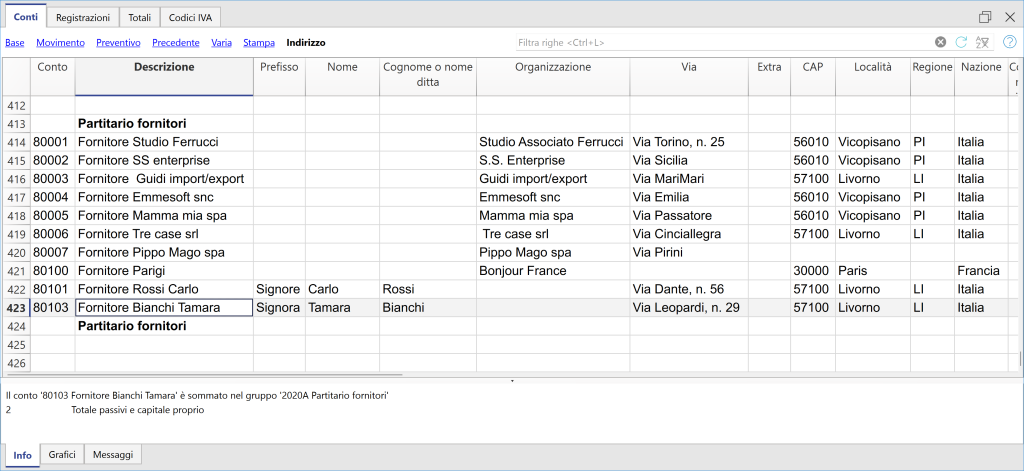 Conti Registrazioni Totali Codici IVA
Base Movimento Preventivo Precedente Varia Stampa Indirizzo Filtra righe <Ctrl+L>
Conto Descrizione Prefisso Nome Cognome o nome ditta Organizzazione Via Extra CAP Località Regione Nazione
412
413 Partitario fornitori
414 80001 Fornitore Studio Ferrucci Studio Associato Ferrucci Via Torino, n. 25 56010 Vicopisano PI Italia
415 80002 Fornitore SS enterprise S.S. Enterprise Via Sicilia 56010 Vicopisano PI Italia
416 80003 Fornitore Guidi import/export Guidi import/export Via MariMari 57100 Livorno LI Italia
417 80004 Fornitore Emmesoft snc Emmesoft snc Via Emilia 56010 Vicopisano PI Italia
418 80005 Fornitore Mamma mia spa Mamma mia spa Via Passatore 56010 Vicopisano PI Italia
419 80006 Fornitore Tre case srl Tre case srl Via Cinciallegra 57100 Livorno LI Italia
420 80007 Fornitore Pippo Mago spa Pippo Mago spa Via Pirini
421 80100 Fornitore Parigi Bonjour France 30000 Paris Francia
422 80101 Fornitore Rossi Carlo Signore Carlo Rossi Via Dante, n. 56 57100 Livorno LI Italia
423 80103 Fornitore Bianchi Tamara Signora Tamara Bianchi Via Leopardi, n. 29 57100 Livorno LI Italia
424 Partitario fornitori
425
426
Il conto '80103 Fornitore Bianchi Tamara' è sommato nel gruppo '2020A Partitario fornitori'
2 Totale passivi e capitale proprio
Info Grafici Messaggi